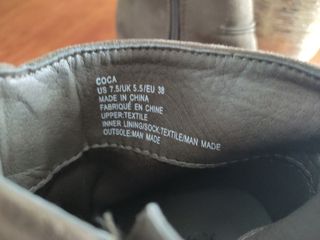 COCA
US 7.5/UK 5.5/EU 38
MADE IN CHINA
FABRIQUÉ EN CHINE
UPPER:TEXTILE
INNER LINING/SOCK:TEXTILE/MAN MADE
OUTSOLE:MAN MADE